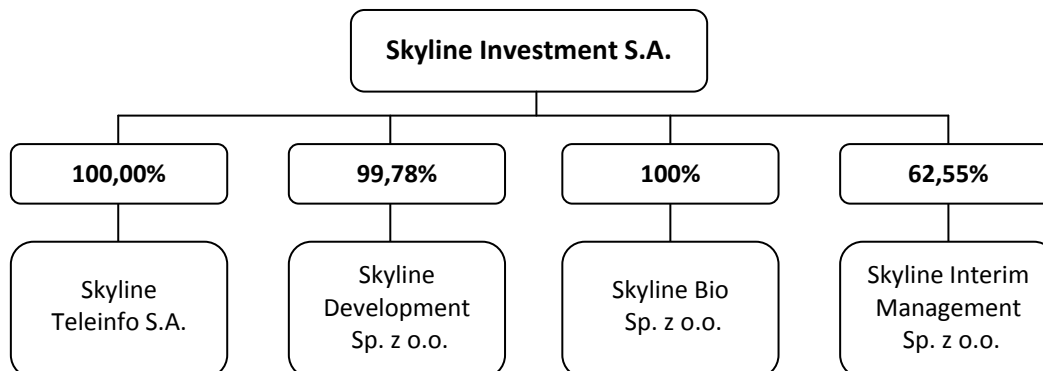 Skyline Investment S.A.
100,00%
99,78%
100%
62,55%
Skyline
Teleinfo S.A.
Skyline
Development
Sp. z o.o.
Skyline Bio
Sp. z o.o.
Skyline Interim
Management
Sp. z o.o.